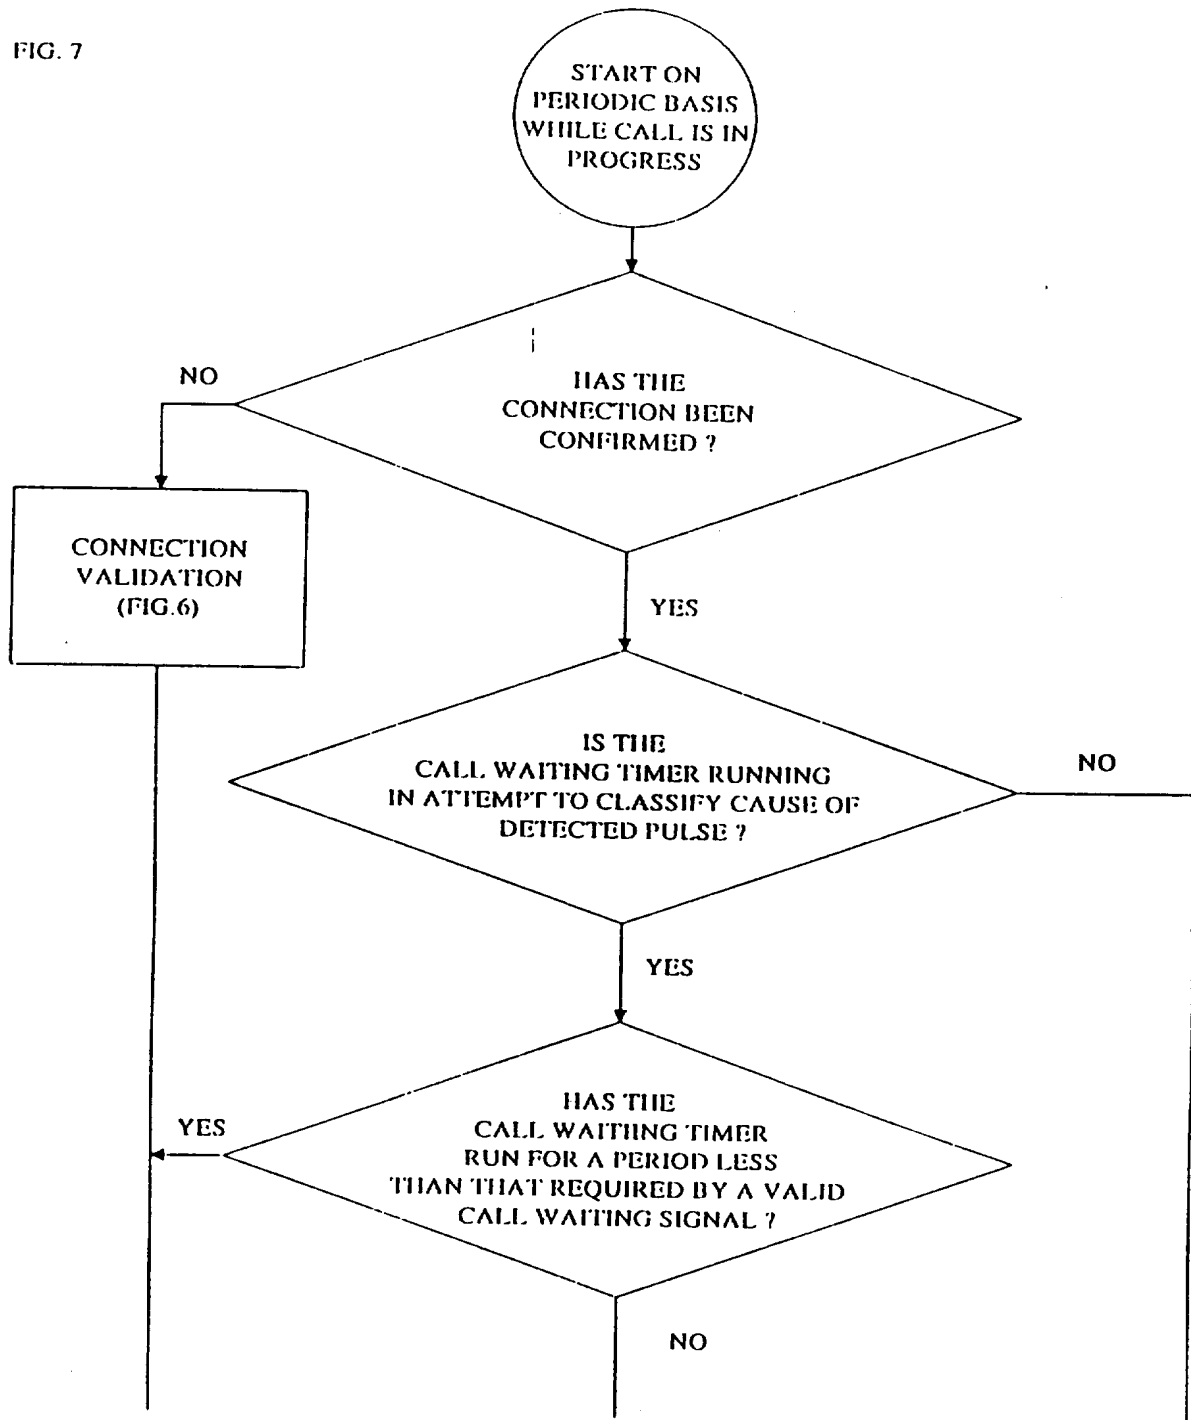 FIG. 7
START ON
PERIODIC BASIS
WHILE CALL IS IN
PROGRESS
NO
HAS THE
CONNECTION BEEN
CONFIRMED ?
CONNECTION
VALIDATION
(FIG.6)
YES
IS THE
CALL WAITING TIMER RUNNING
IN ATTEMPT TO CLASSIFY CAUSE OF
DETECTED PULSE ?
NO
YES
HAS THE
YES
CALL WAITIING TIMER
RUN FOR A PERIOD LESS
THAN THAT REQUIRED BY A VALID
CALL WAITING SIGNAL ?
NO